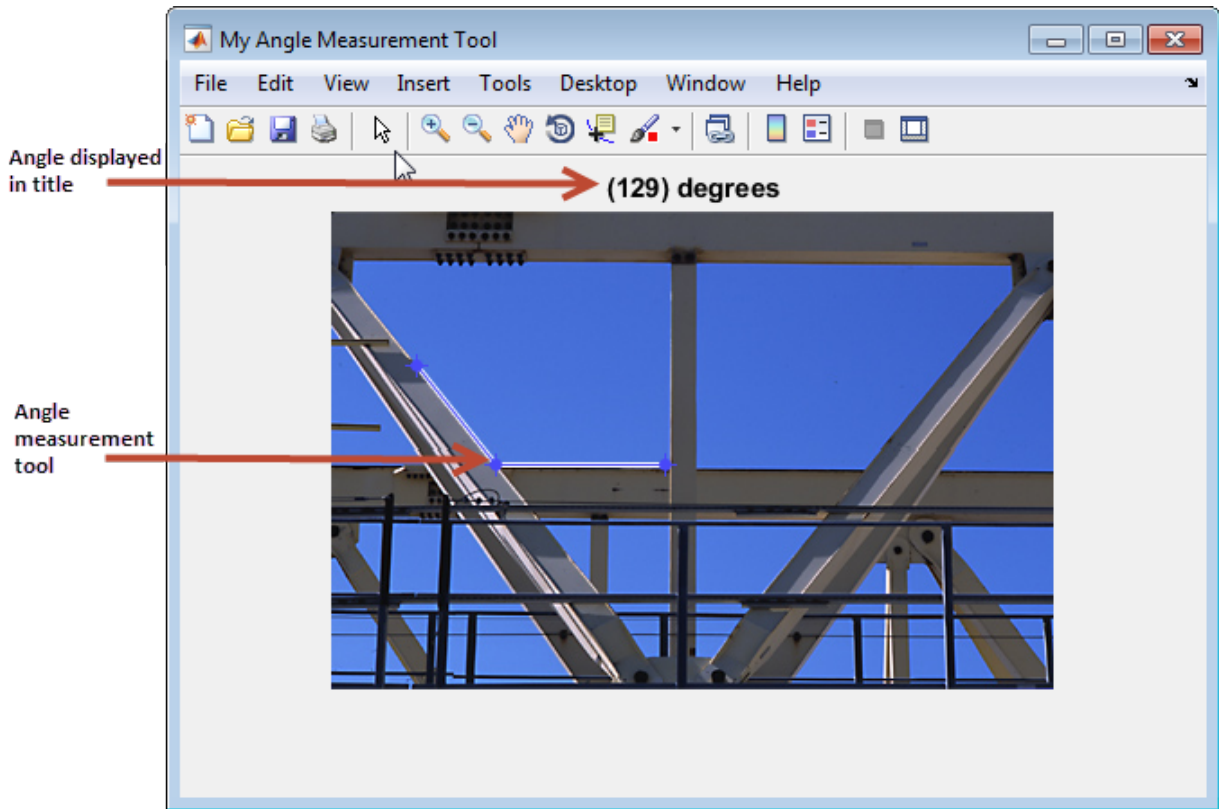 My Angle Measurement Tool
File Edit View Insert Tools Desktop Window Help
Angle displayed
in title
(129) degrees
Angle
measurement
tool